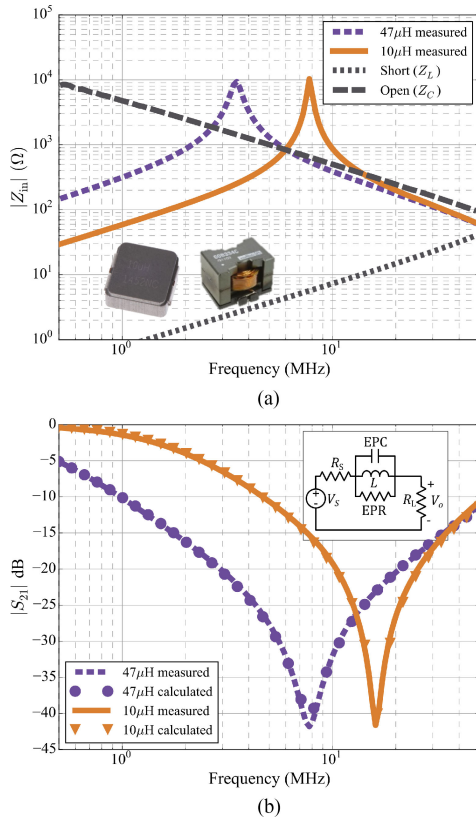 47μH measured
10μH measured
Short (Z_L)
Open (Z_C)
|Z_in| (Ω)
10^5
10^4
10^3
10^2
10^1
10^0
10^0
10^1
Frequency (MHz)
(a)
|S_21| dB
0
−5
−10
−15
−20
−25
−30
−35
−40
−45
EPC
R_S
L
V_S
EPR
R_L
+
V_o
-
47μH measured
47μH calculated
10μH measured
10μH calculated
10^0
10^1
Frequency (MHz)
(b)